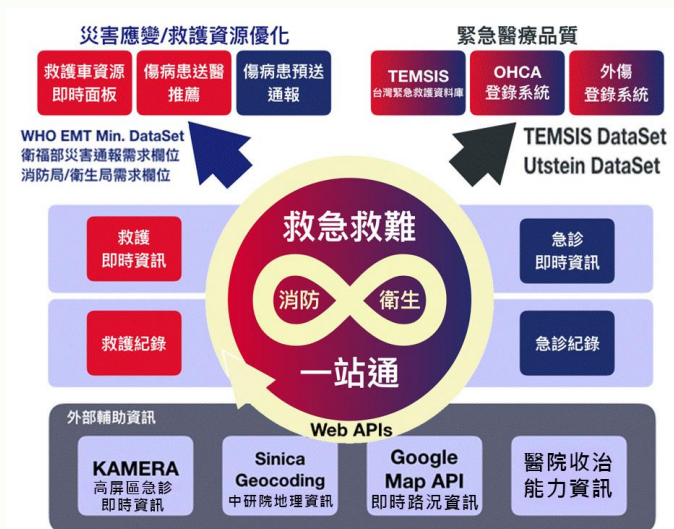 災害應變/救護資源優化
緊急醫療品質
救護車資源
即時面板
傷病患送醫
推薦
傷病患預送
通報
TEMSIS
台灣緊急救護資料庫
OHCA
登錄系統
外傷
登錄系統
WHO EMT Min. DataSet
衛福部災害通報需求欄位
消防局/衛生局需求欄位
TEMSIS DataSet
Utstein DataSet
救護
即時資訊
救急救難
消防
衛生
一站通
急診
即時資訊
救護紀錄
急診紀錄
外部輔助資訊
Web APIs
KAMERA
高屏區急診
即時資訊
Sinica
Geocoding
中研院地理資訊
Google
Map API
即時路況資訊
醫院收治
能力資訊